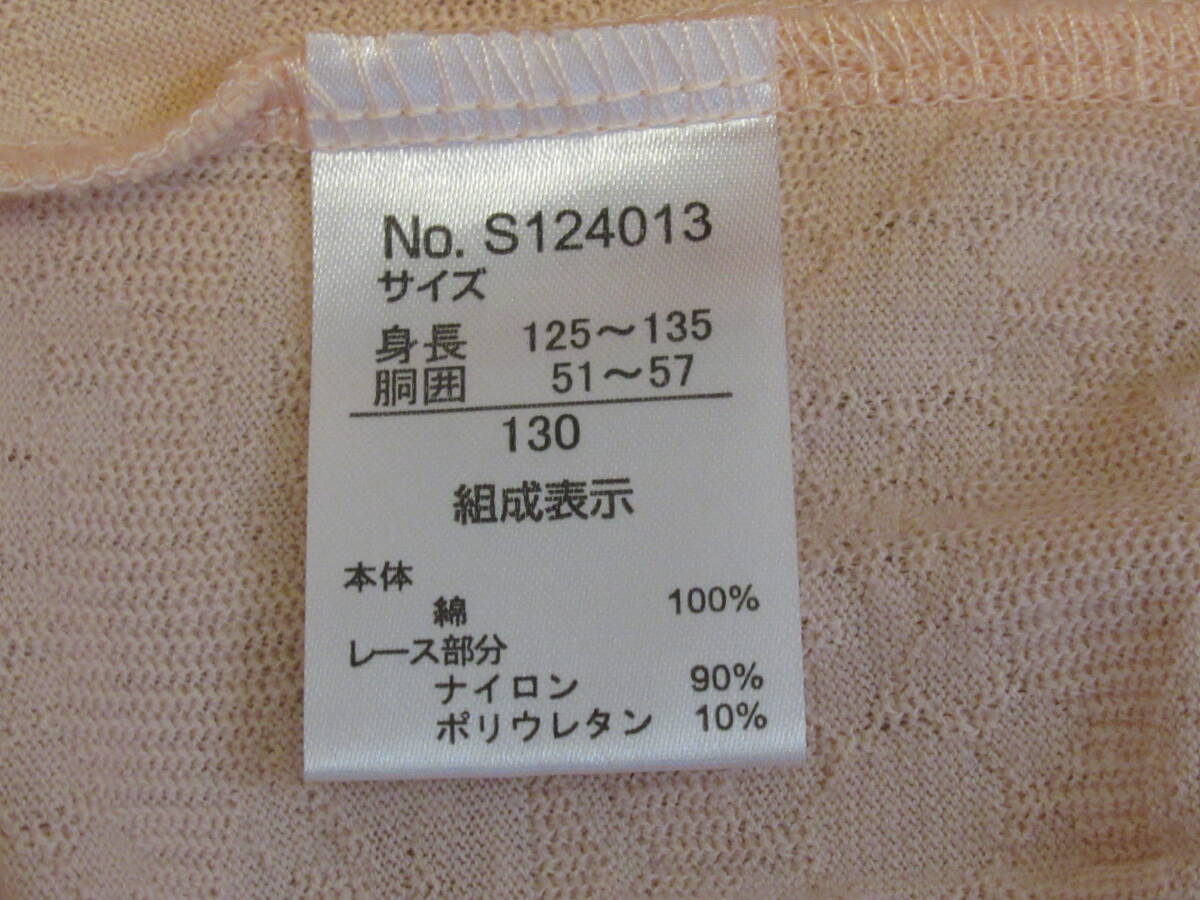 No. S124013
サイズ
身長 125～135
胴囲 51～57
130
組成表示
本体
綿 100%
レース部分
ナイロン 90%
ポリウレタン 10%